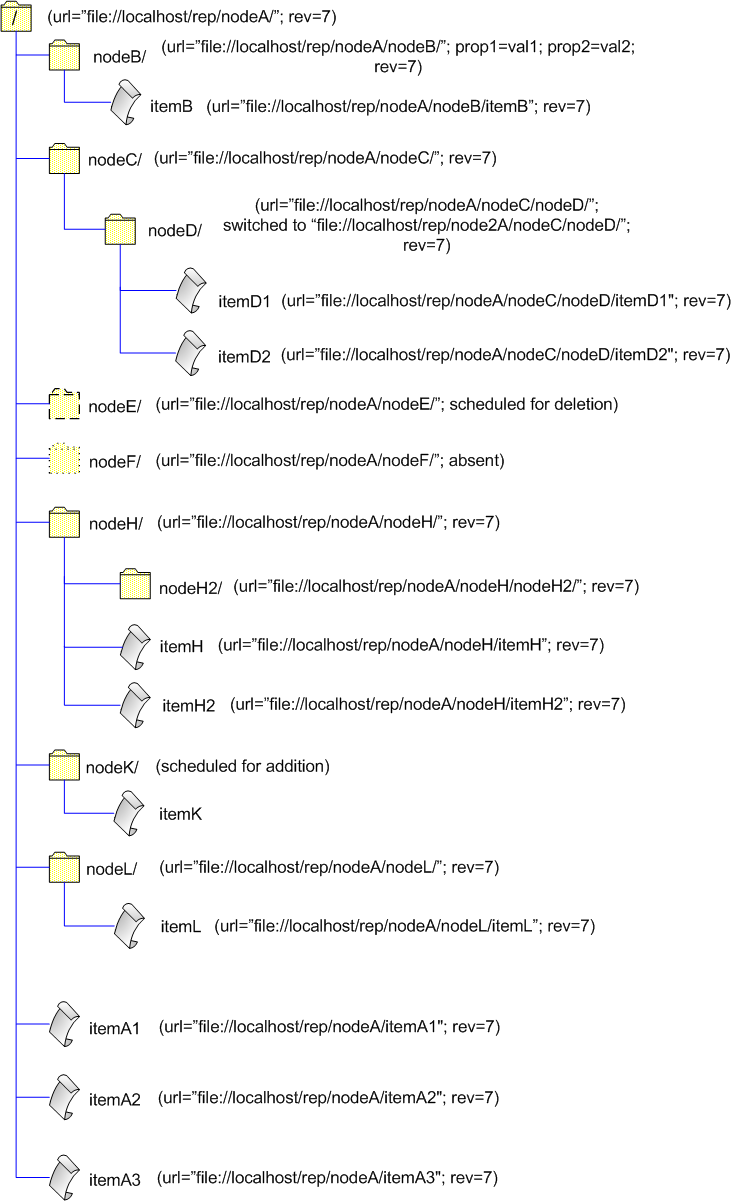 / (url=”file://localhost/rep/nodeA/”; rev=7)
nodeB/ (url=”file://localhost/rep/nodeA/nodeB/”; prop1=val1; prop2=val2;
rev=7)
itemB (url=”file://localhost/rep/nodeA/nodeB/itemB”; rev=7)
nodeC/ (url=”file://localhost/rep/nodeA/nodeC/”; rev=7)
(url=”file://localhost/rep/nodeA/nodeC/nodeD/”;
nodeD/ switched to “file://localhost/rep/node2A/nodeC/nodeD/”;
rev=7)
itemD1 (url=”file://localhost/rep/nodeA/nodeC/nodeD/itemD1"; rev=7)
itemD2 (url=”file://localhost/rep/nodeA/nodeC/nodeD/itemD2"; rev=7)
nodeE/ (url=”file://localhost/rep/nodeA/nodeE/”; scheduled for deletion)
nodeF/ (url=”file://localhost/rep/nodeA/nodeF/”; absent)
nodeH/ (url=”file://localhost/rep/nodeA/nodeH/”; rev=7)
nodeH2/ (url=”file://localhost/rep/nodeA/nodeH/nodeH2/”; rev=7)
itemH (url=”file://localhost/rep/nodeA/nodeH/itemH”; rev=7)
itemH2 (url=”file://localhost/rep/nodeA/nodeH/itemH2”; rev=7)
nodeK/ (scheduled for addition)
itemK
nodeL/ (url=”file://localhost/rep/nodeA/nodeL/”; rev=7)
itemL (url=”file://localhost/rep/nodeA/nodeL/itemL”; rev=7)
itemA1 (url=”file://localhost/rep/nodeA/itemA1"; rev=7)
itemA2 (url=”file://localhost/rep/nodeA/itemA2"; rev=7)
itemA3 (url=”file://localhost/rep/nodeA/itemA3"; rev=7)